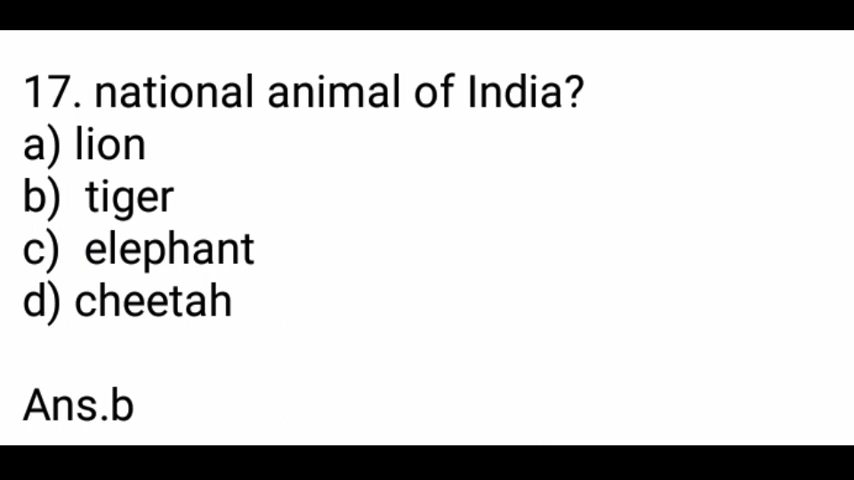 17. national animal of India?
a) lion
b) tiger
c) elephant
d) cheetah
Ans.b